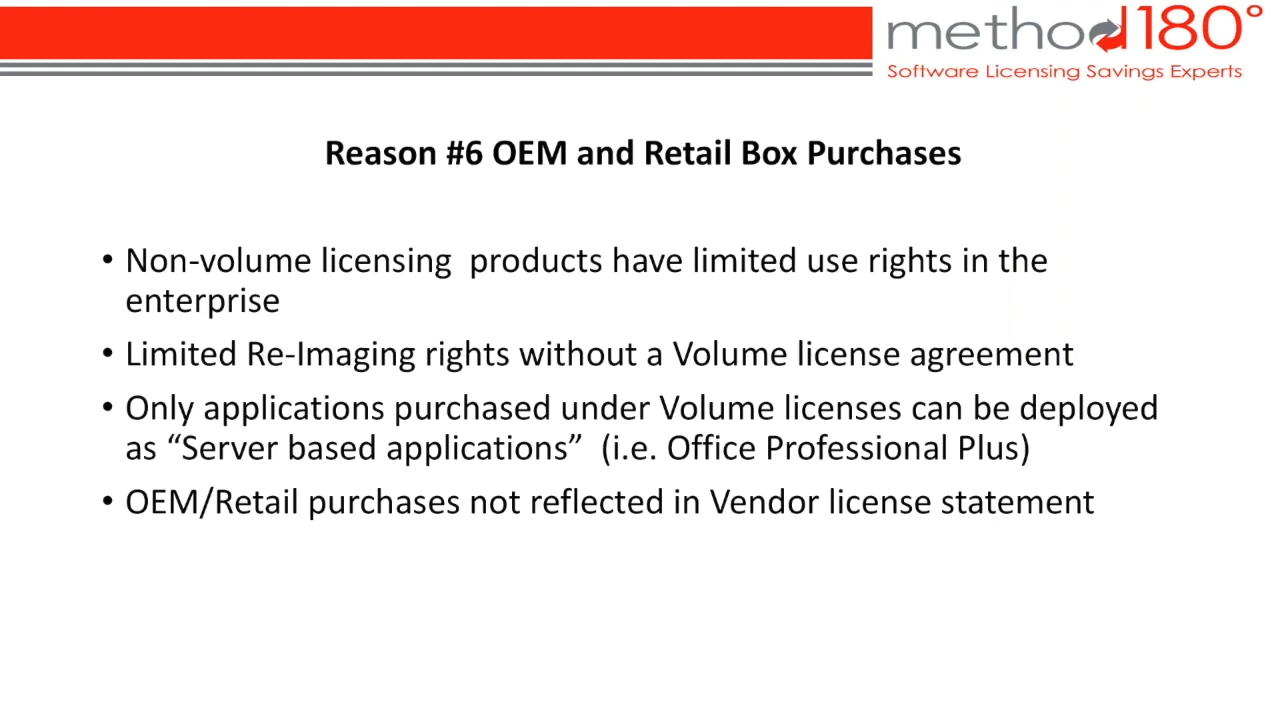 method180°
Software Licensing Savings Experts
Reason #6 OEM and Retail Box Purchases
• Non-volume licensing  products have limited use rights in the
enterprise
• Limited Re-Imaging rights without a Volume license agreement
• Only applications purchased under Volume licenses can be deployed
as “Server based applications”  (i.e. Office Professional Plus)
• OEM/Retail purchases not reflected in Vendor license statement